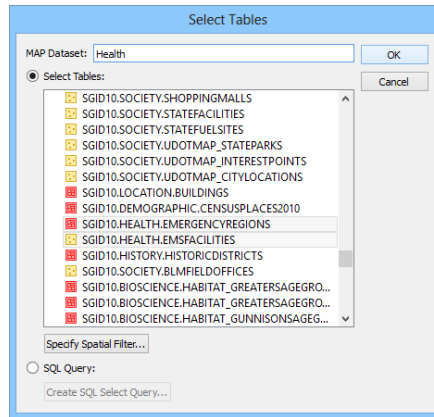 Select Tables
MAP Dataset: Health
OK
Select Tables:
Cancel
SGID10.SOCIETY.SHOPPINGMALLS
SGID10.SOCIETY.STATEFACILITIES
SGID10.SOCIETY.STATEFUELSITES
SGID10.SOCIETY.UDOTMAP_STATEPARKS
SGID10.SOCIETY.UDOTMAP_INTERESTPOINTS
SGID10.SOCIETY.UDOTMAP_CITYLOCATIONS
SGID10.LOCATION.BUILDINGS
SGID10.DEMOGRAPHIC.CENSUSPLACES2010
SGID10.HEALTH.EMERGENCYREGIONS
SGID10.HEALTH.EMSFACILITIES
SGID10.HISTORY.HISTORICDISTRICTS
SGID10.SOCIETY.BLMFIELDOFFICES
SGID10.BIOSCIENCE.HABITAT_GREATERSAGEGRO...
SGID10.BIOSCIENCE.HABITAT_GREATERSAGEGRO...
SGID10.BIOSCIENCE.HABITAT_GUNNISONSAGEG...
Specify Spatial Filter...
SQL Query:
Create SQL Select Query...